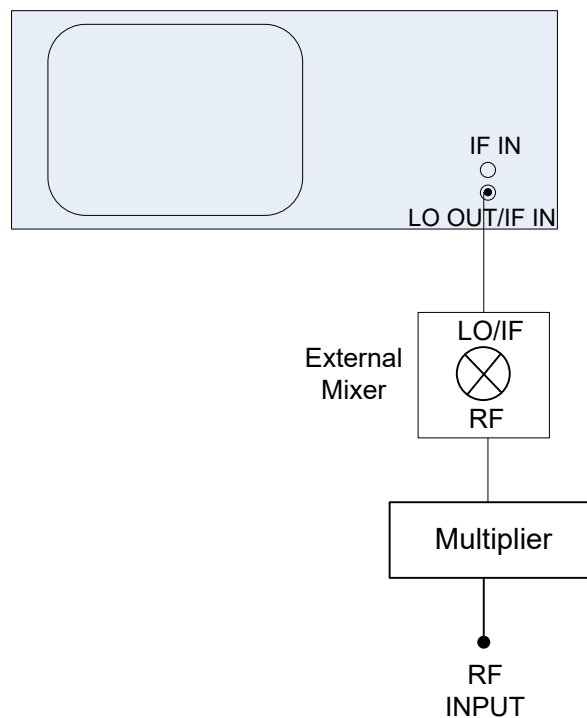 IF IN
LO OUT/IF IN
External
Mixer
LO/IF
RF
Multiplier
RF
INPUT